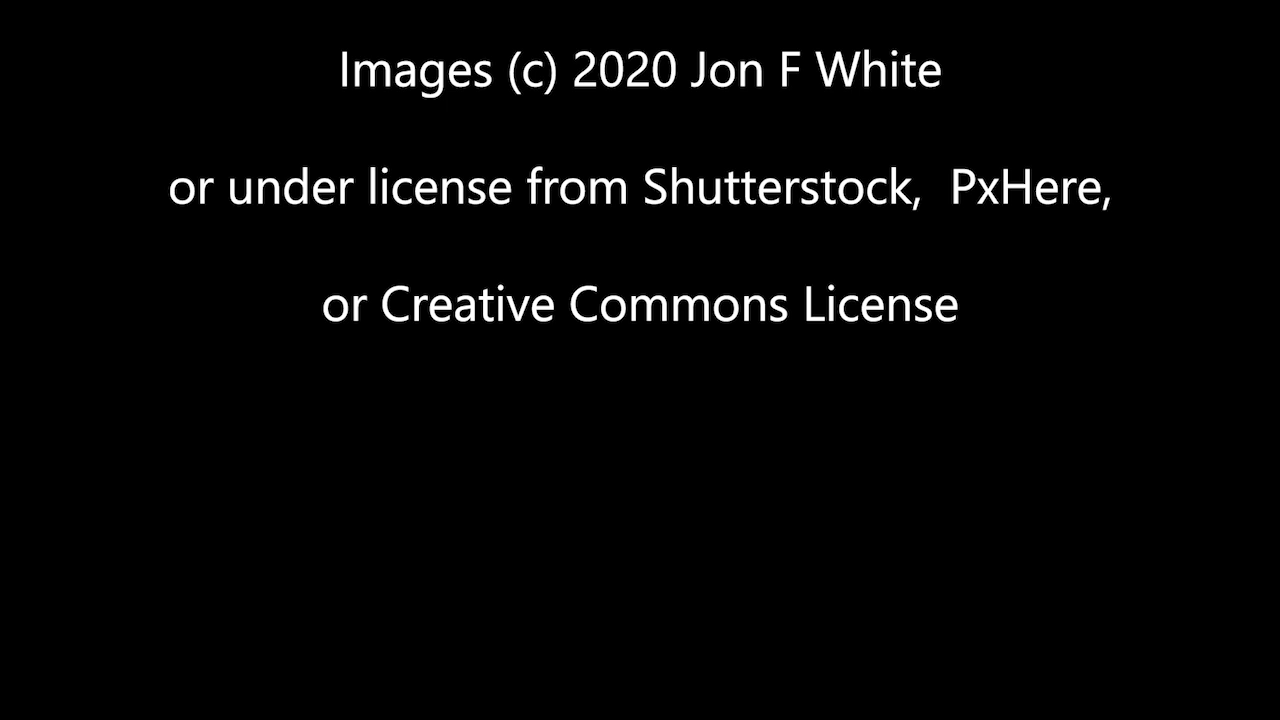 Images (c) 2020 Jon F White
or under license from Shutterstock,  PxHere,
or Creative Commons License